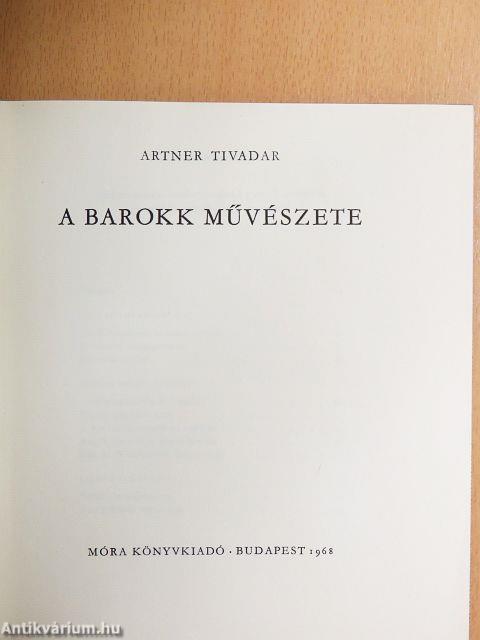 ARTNER TIVADAR
A BAROKK MŰVÉSZETE
MÓRA KÖNYVKIADÓ · BUDAPEST 1968
Antikvárium.hu